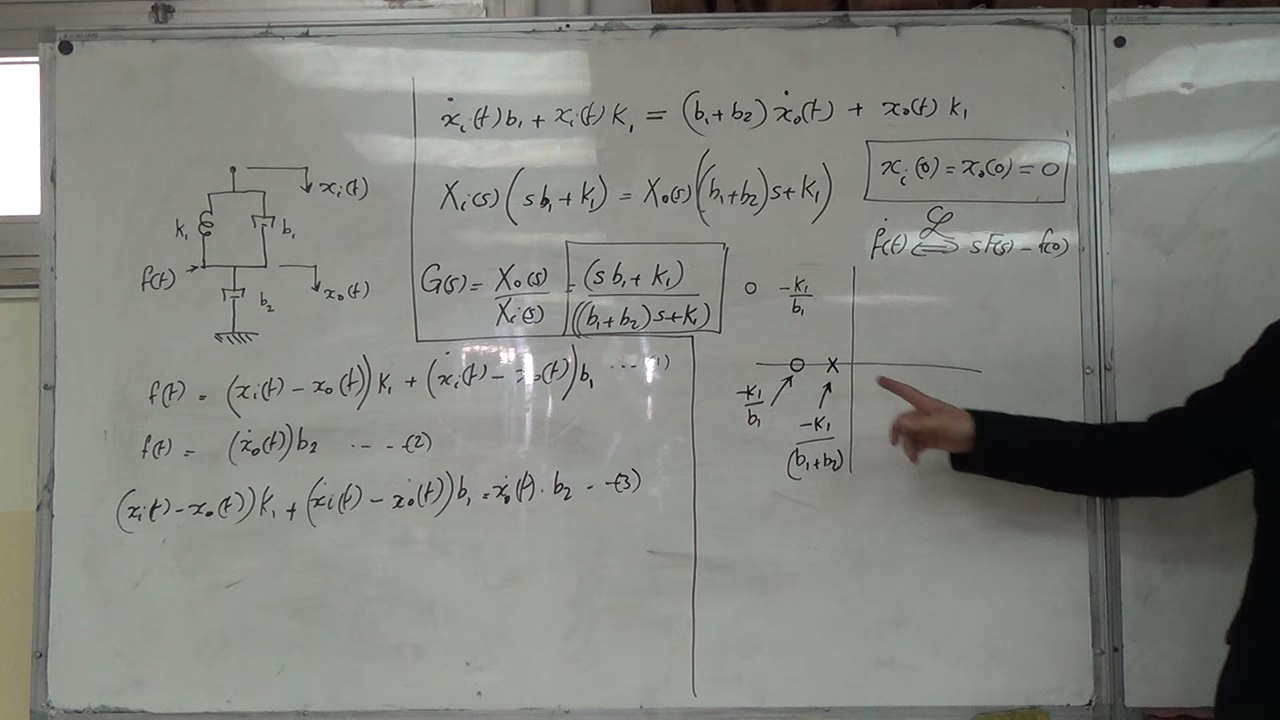 ẋᵢ(t)b₁ + xᵢ(t)K₁ = (b₁+b₂)ẋₒ(t) + xₒ(t)K₁
xᵢ(0)=xₒ(0)=0
Xᵢ(s)(sb₁+K₁) = Xₒ(s)((b₁+b₂)s+K₁)
ḟ(t) ℒ ⟺ sF(s) - f(0)
G(s) = Xₒ(s)/Xᵢ(s) = (sb₁+K₁)/((b₁+b₂)s+K₁)
xᵢ(t)
K₁
b₁
f(t)
xₒ(t)
b₂
f(t) = (xᵢ(t) - xₒ(t))K₁ + (ẋᵢ(t) - ẋₒ(t))b₁ ---- (1)
f(t) = (ẋₒ(t))b₂ ---- (2)
(xᵢ(t) - xₒ(t))K₁ + (ẋᵢ(t) - ẋₒ(t))b₁ = ẋₒ(t) . b₂ -- (3)
O -K₁/b₁
O X
-K₁/b₁
-K₁/(b₁+b₂)